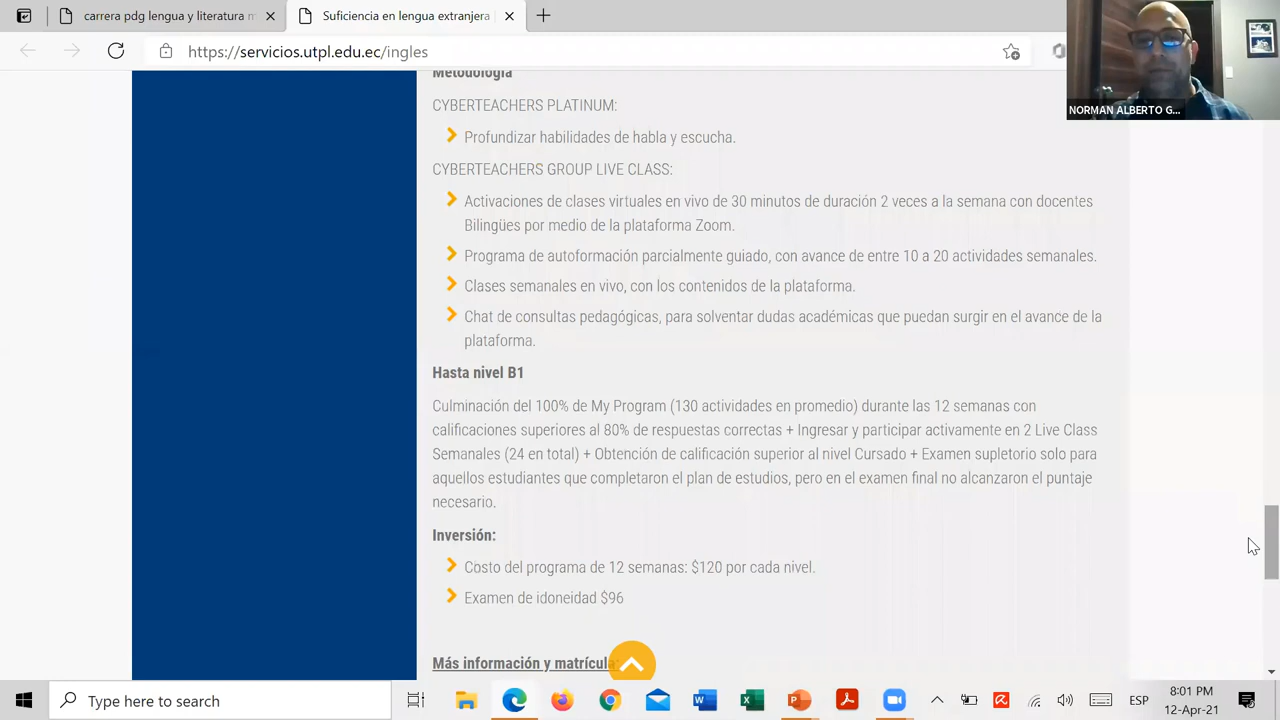 carrera pdg lengua y literatura m
Suficiencia en lengua extranjera
https://servicios.utpl.edu.ec/ingles
NORMAN ALBERTO G...
Metodología
CYBERTEACHERS PLATINUM:
Profundizar habilidades de habla y escucha.
CYBERTEACHERS GROUP LIVE CLASS:
Activaciones de clases virtuales en vivo de 30 minutos de duración 2 veces a la semana con docentes
Bilingües por medio de la plataforma Zoom.
Programa de autoformación parcialmente guiado, con avance de entre 10 a 20 actividades semanales.
Clases semanales en vivo, con los contenidos de la plataforma.
Chat de consultas pedagógicas, para solventar dudas académicas que puedan surgir en el avance de la
plataforma.
Hasta nivel B1
Culminación del 100% de My Program (130 actividades en promedio) durante las 12 semanas con
calificaciones superiores al 80% de respuestas correctas + Ingresar y participar activamente en 2 Live Class
Semanales (24 en total) + Obtención de calificación superior al nivel Cursado + Examen supletorio solo para
aquellos estudiantes que completaron el plan de estudios, pero en el examen final no alcanzaron el puntaje
necesario.
Inversión:
Costo del programa de 12 semanas: $120 por cada nivel.
Examen de idoneidad $96
Más información y matrícula
Type here to search
ESP
8:01 PM
12-Apr-21